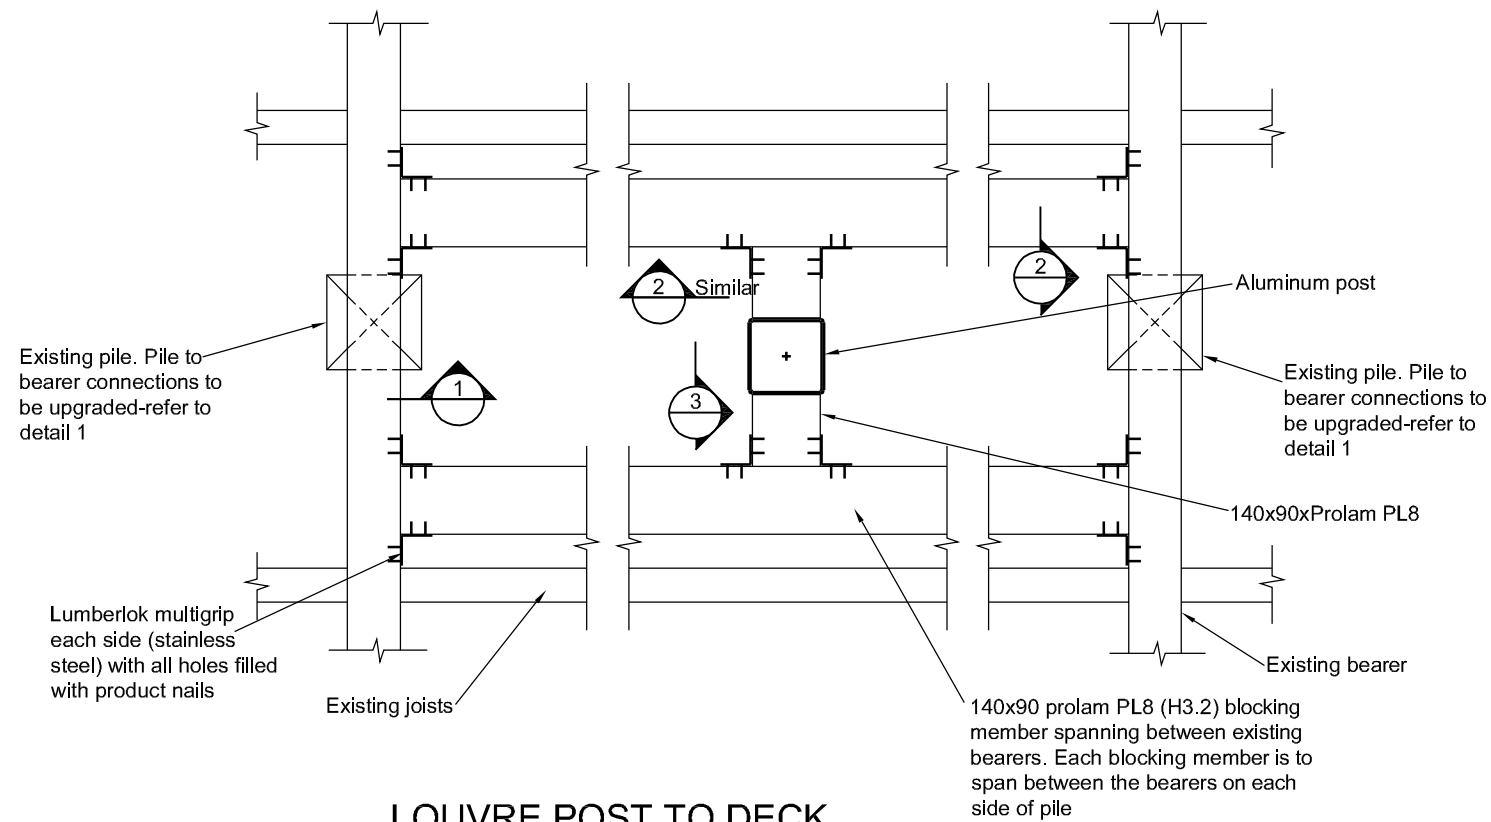 2
2 Similar
Aluminum post
Existing pile. Pile to
bearer connections to
be upgraded-refer to
detail 1
1
3
Existing pile. Pile to
bearer connections to
be upgraded-refer to
detail 1
140x90xProlam PL8
Lumberlok multigrip
each side (stainless
steel) with all holes filled
with product nails
Existing joists
Existing bearer
140x90 prolam PL8 (H3.2) blocking
member spanning between existing
bearers. Each blocking member is to
span between the bearers on each
side of pile
LOUVRE POST TO DECK